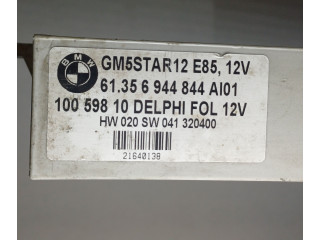 BMW
GM5STAR12 E85, 12V
61.35 6 944 844 AI01
100 598 10 DELPHI FOL 12V
HW 020 SW 041 320400
21640138